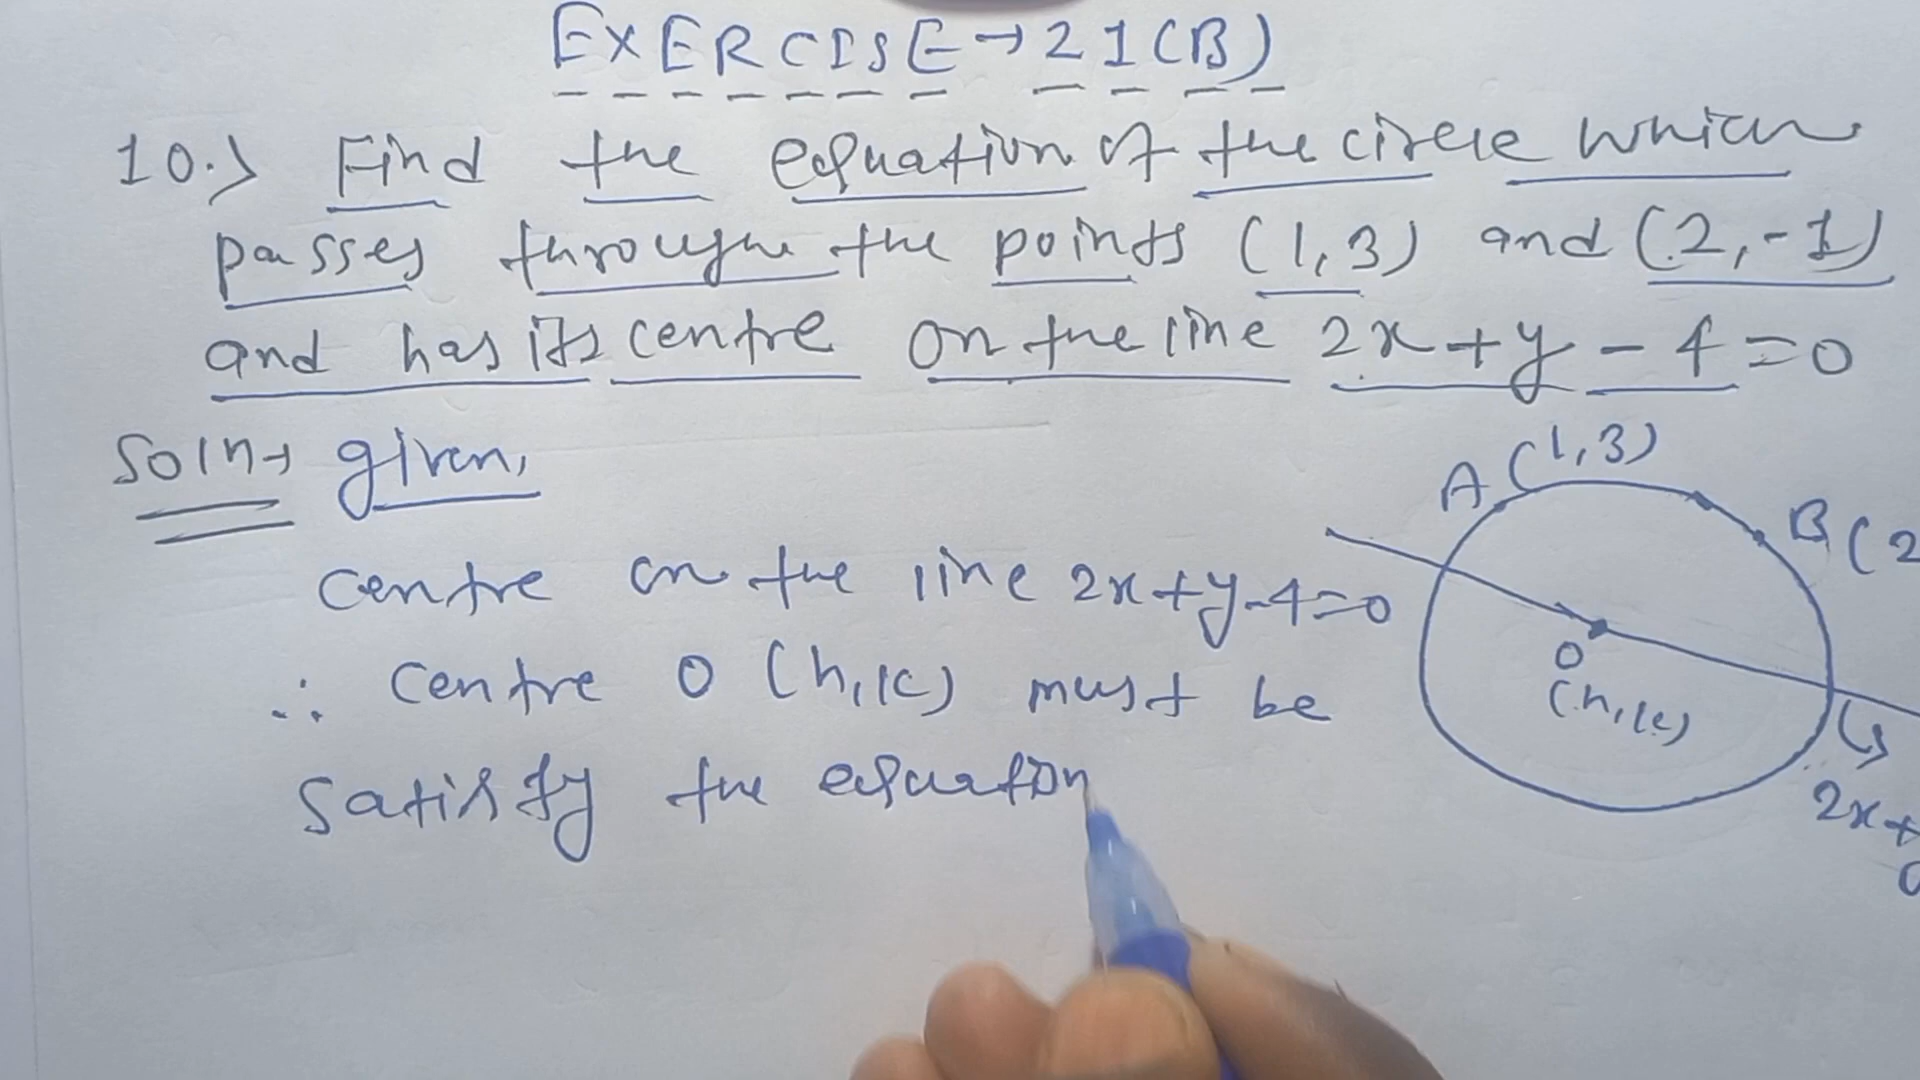 EXERCISE → 21(B)
10.) Find the equation of the circle which
passes through the points (1,3) and (2,-1)
and has its centre on the line 2x+y-4=0
Soln→ given,
centre on the line 2x+y-4=0
∴ centre O (h,k) must be
satisfy the equation
A (1,3)
B (2
O
(h,k)
2x+